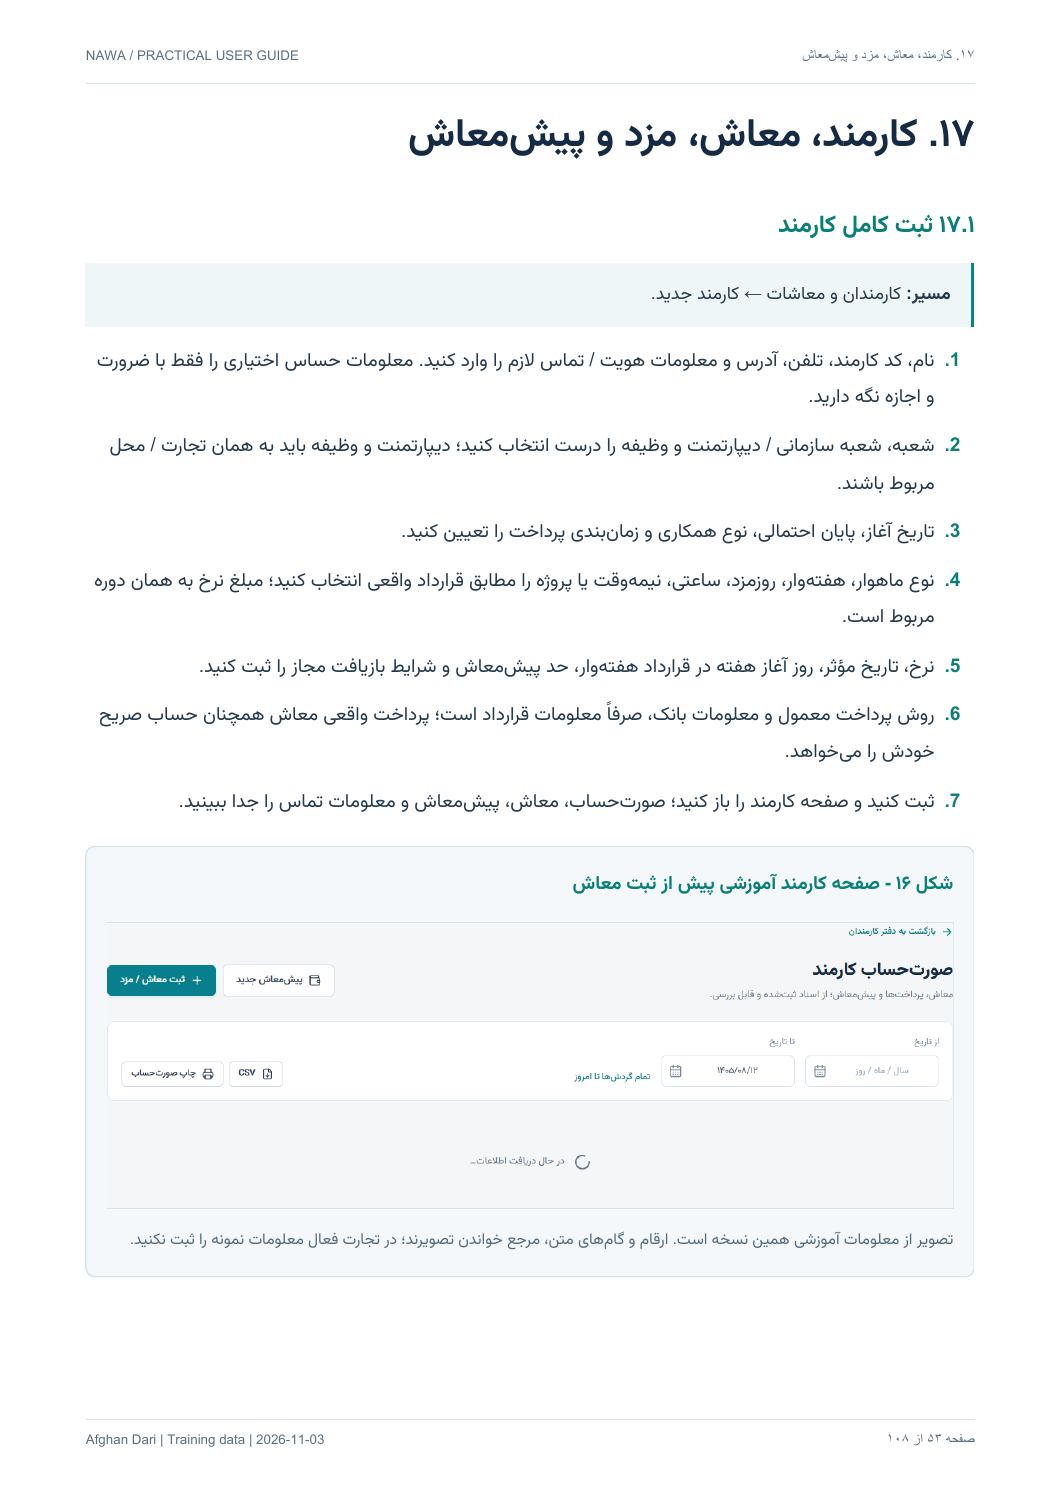 ۱۷. کارمند، معاش، مزد و پیش‌معاش
NAWA / PRACTICAL USER GUIDE
۱۷. کارمند، معاش، مزد و پیش‌معاش
۱۷.۱ ثبت کامل کارمند
مسیر: کارمندان و معاشات ← کارمند جدید.
1. نام، کد کارمند، تلفن، آدرس و معلومات هویت / تماس لازم را وارد کنید. معلومات حساس اختیاری را فقط با ضرورت
و اجازه نگه دارید.
2. شعبه، شعبه سازمانی / دیپارتمنت و وظیفه را درست انتخاب کنید؛ دیپارتمنت و وظیفه باید به همان تجارت / محل
مربوط باشند.
3. تاریخ آغاز، پایان احتمالی، نوع همکاری و زمان‌بندی پرداخت را تعیین کنید.
4. نوع ماهوار، هفته‌وار، روزمزد، ساعتی، نیمه‌وقت یا پروژه را مطابق قرارداد واقعی انتخاب کنید؛ مبلغ نرخ به همان دوره
مربوط است.
5. نرخ، تاریخ مؤثر، روز آغاز هفته در قرارداد هفته‌وار، حد پیش‌معاش و شرایط بازیافت مجاز را ثبت کنید.
6. روش پرداخت معمول و معلومات بانک، صرفاً معلومات قرارداد است؛ پرداخت واقعی معاش همچنان حساب صریح
خودش را می‌خواهد.
7. ثبت کنید و صفحه کارمند را باز کنید؛ صورت‌حساب، معاش، پیش‌معاش و معلومات تماس را جدا ببینید.
شکل ۱۶ - صفحه کارمند آموزشی پیش از ثبت معاش
→ بازگشت به دفتر کارمندان
صورت‌حساب کارمند
معاش، پرداخت‌ها و پیش‌معاش؛ از اسناد ثبت‌شده و قابل بررسی.
پیش‌معاش جدید
+ ثبت معاش / مزد
از تاریخ
تا تاریخ
سال / ماه / روز
۱۴۰۵/۰۸/۱۲
تمام گردش‌ها تا امروز
CSV
چاپ صورت‌حساب
در حال دریافت اطلاعات...
تصویر از معلومات آموزشی همین نسخه است. ارقام و گام‌های متن، مرجع خواندن تصویرند؛ در تجارت فعال معلومات نمونه را ثبت نکنید.
صفحه ۵۳ از ۱۰۸
Afghan Dari | Training data | 2026-11-03